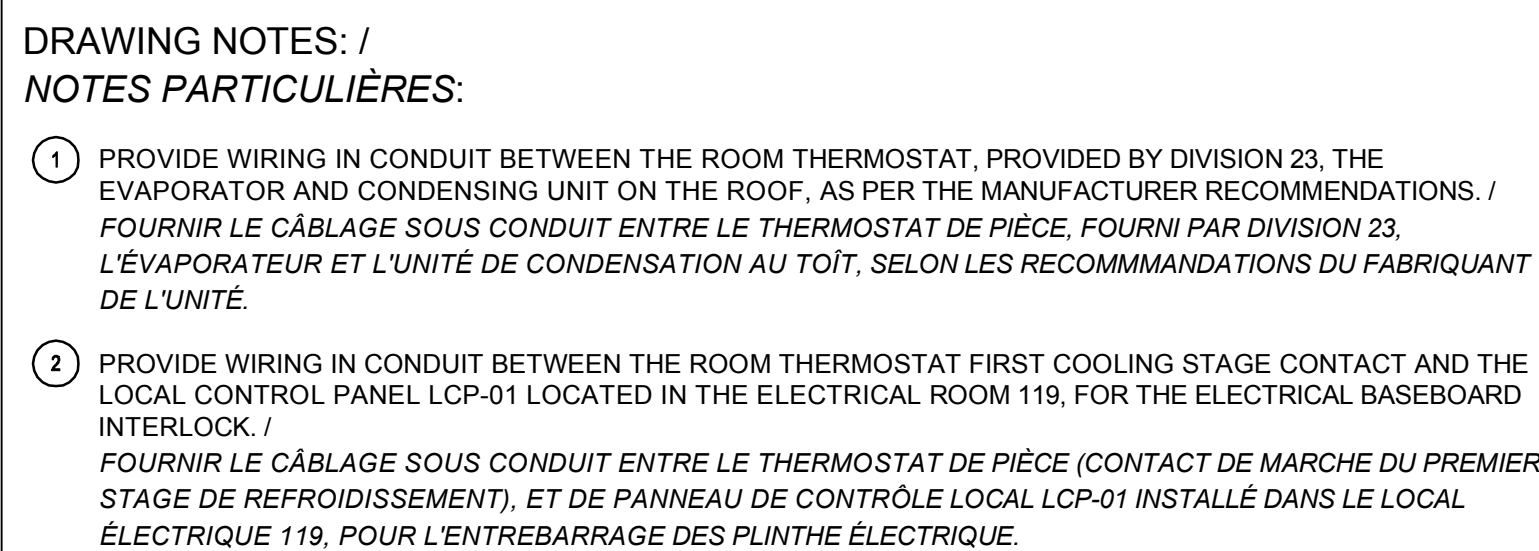 DRAWING NOTES: /
NOTES PARTICULIÈRES:
1 PROVIDE WIRING IN CONDUIT BETWEEN THE ROOM THERMOSTAT, PROVIDED BY DIVISION 23, THE
EVAPORATOR AND CONDENSING UNIT ON THE ROOF, AS PER THE MANUFACTURER RECOMMENDATIONS. /
FOURNIR LE CÂBLAGE SOUS CONDUIT ENTRE LE THERMOSTAT DE PIÈCE, FOURNI PAR DIVISION 23,
L'ÉVAPORATEUR ET L'UNITÉ DE CONDENSATION AU TOÎT, SELON LES RECOMMMANDATIONS DU FABRIQUANT
DE L'UNITÉ.
2 PROVIDE WIRING IN CONDUIT BETWEEN THE ROOM THERMOSTAT FIRST COOLING STAGE CONTACT AND THE
LOCAL CONTROL PANEL LCP-01 LOCATED IN THE ELECTRICAL ROOM 119, FOR THE ELECTRICAL BASEBOARD
INTERLOCK. /
FOURNIR LE CÂBLAGE SOUS CONDUIT ENTRE LE THERMOSTAT DE PIÈCE (CONTACT DE MARCHE DU PREMIER
STAGE DE REFROIDISSEMENT), ET DE PANNEAU DE CONTRÔLE LOCAL LCP-01 INSTALLÉ DANS LE LOCAL
ÉLECTRIQUE 119, POUR L'ENTREBARRAGE DES PLINTHE ÉLECTRIQUE.